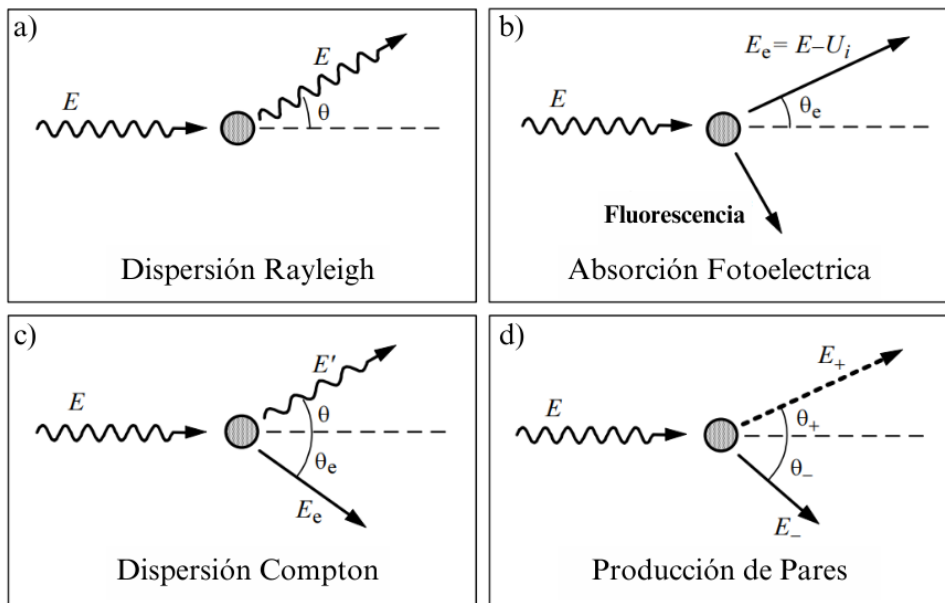 a)
E
E
θ
Dispersión Rayleigh
b)
E
Eₑ = E–Uᵢ
θₑ
Fluorescencia
Absorción Fotoelectrica
c)
E
E'
θ
θₑ
Eₑ
Dispersión Compton
d)
E
E₊
θ₊
θ₋
E₋
Producción de Pares